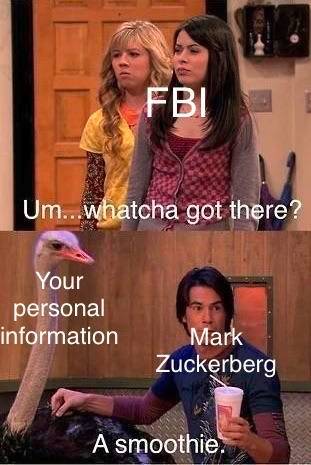 FBI
Um...whatcha got there?
Your
personal
information
Mark
Zuckerberg
A smoothie.